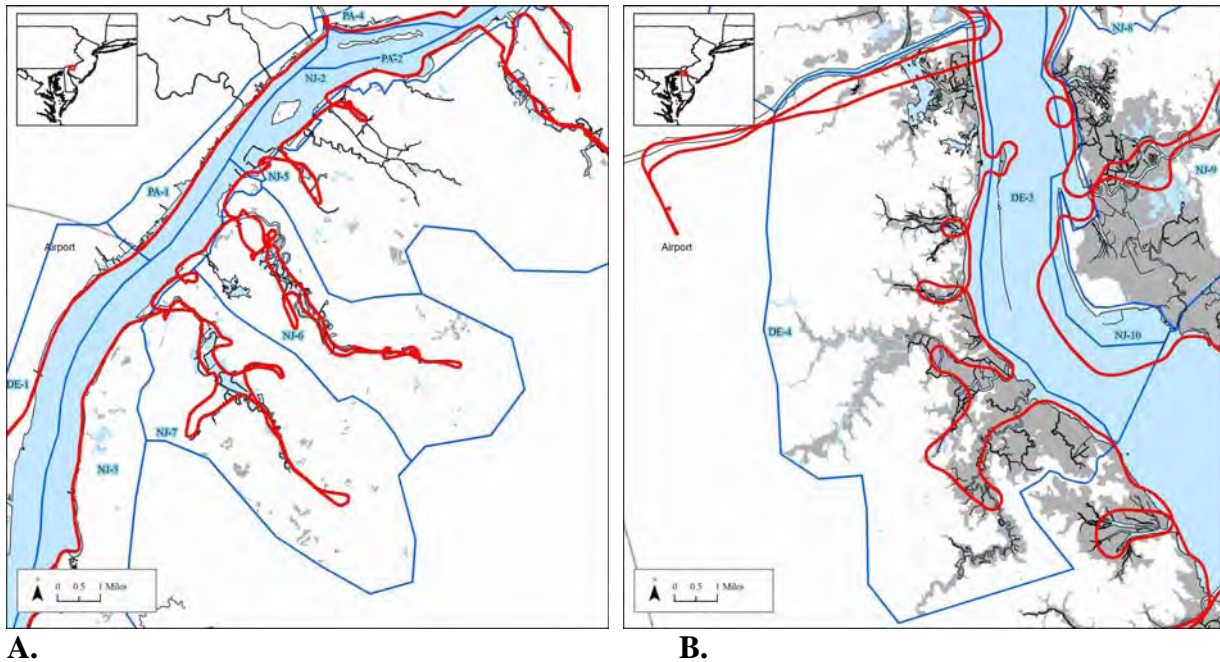 PA-4
NJ-2
PA-2
NJ-5
PA-1
Airport
NJ-6
DE-1
NJ-7
NJ-3
0 0.5 1 Miles
A.
NJ-8
NJ-9
DE-3
Airport
DE-4
NJ-10
0 0.5 1 Miles
B.